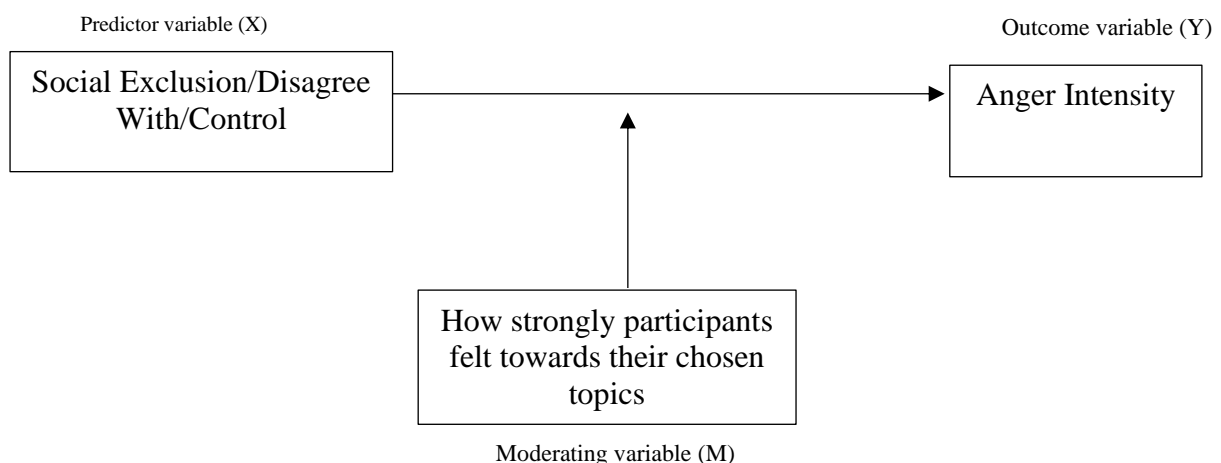 Predictor variable (X)
Outcome variable (Y)
Social Exclusion/Disagree
With/Control
Anger Intensity
How strongly participants
felt towards their chosen
topics
Moderating variable (M)